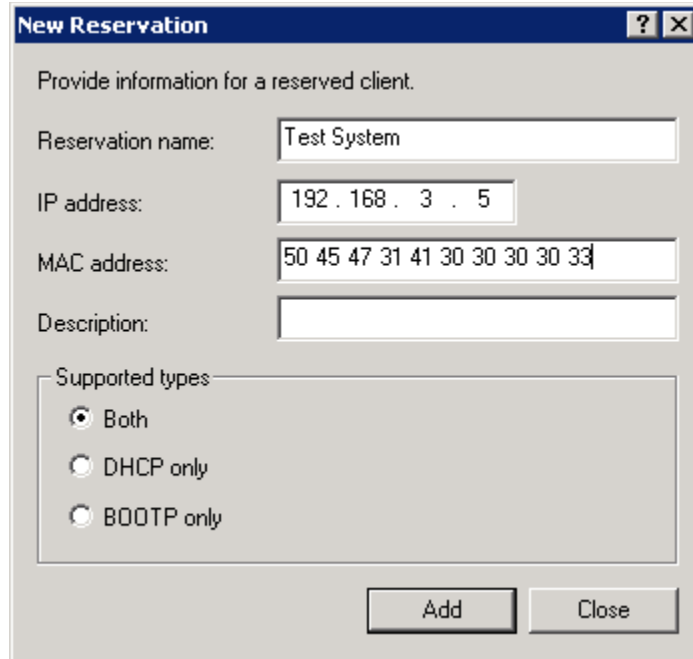 New Reservation
Provide information for a reserved client.
Reservation name: Test System
IP address: 192 . 168 . 3 . 5
MAC address: 50 45 47 31 41 30 30 30 30 33
Description:
Supported types
Both
DHCP only
BOOTP only
Add Close